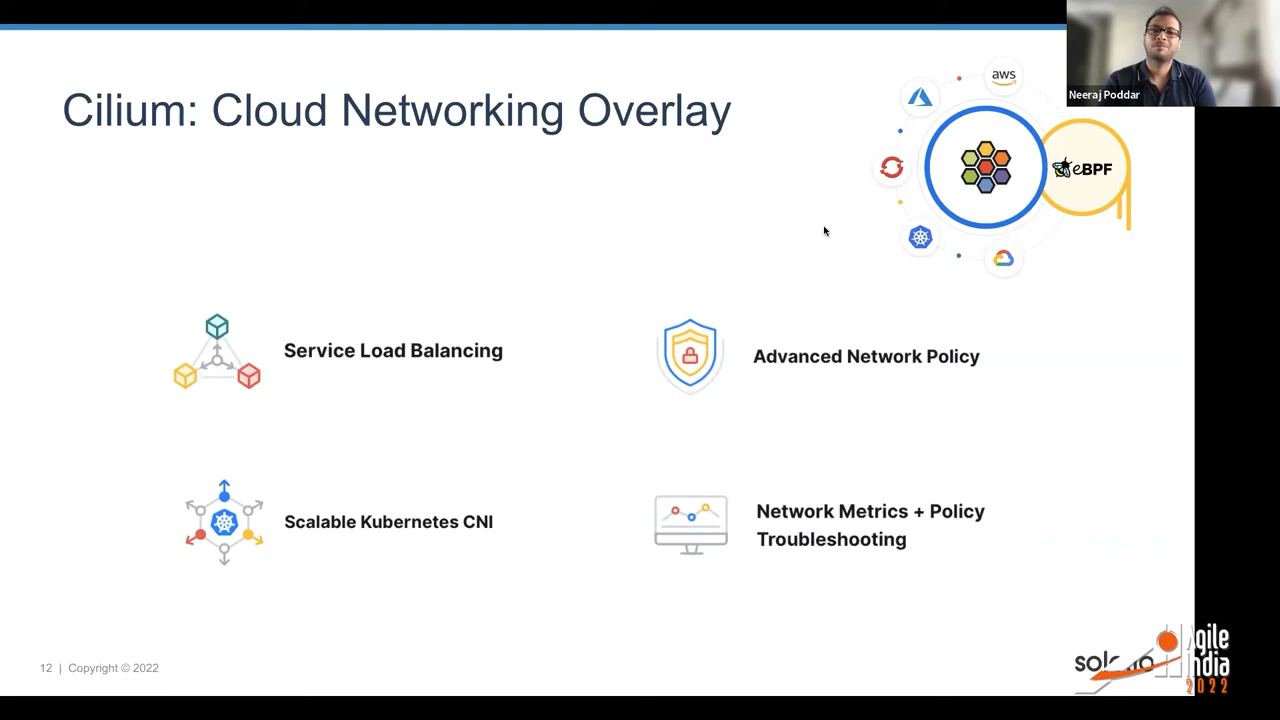 Cilium: Cloud Networking Overlay
aws
eBPF
Neeraj Poddar
Service Load Balancing
Advanced Network Policy
Scalable Kubernetes CNI
Network Metrics + Policy
Troubleshooting
12 | Copyright © 2022
Agile
India
2022